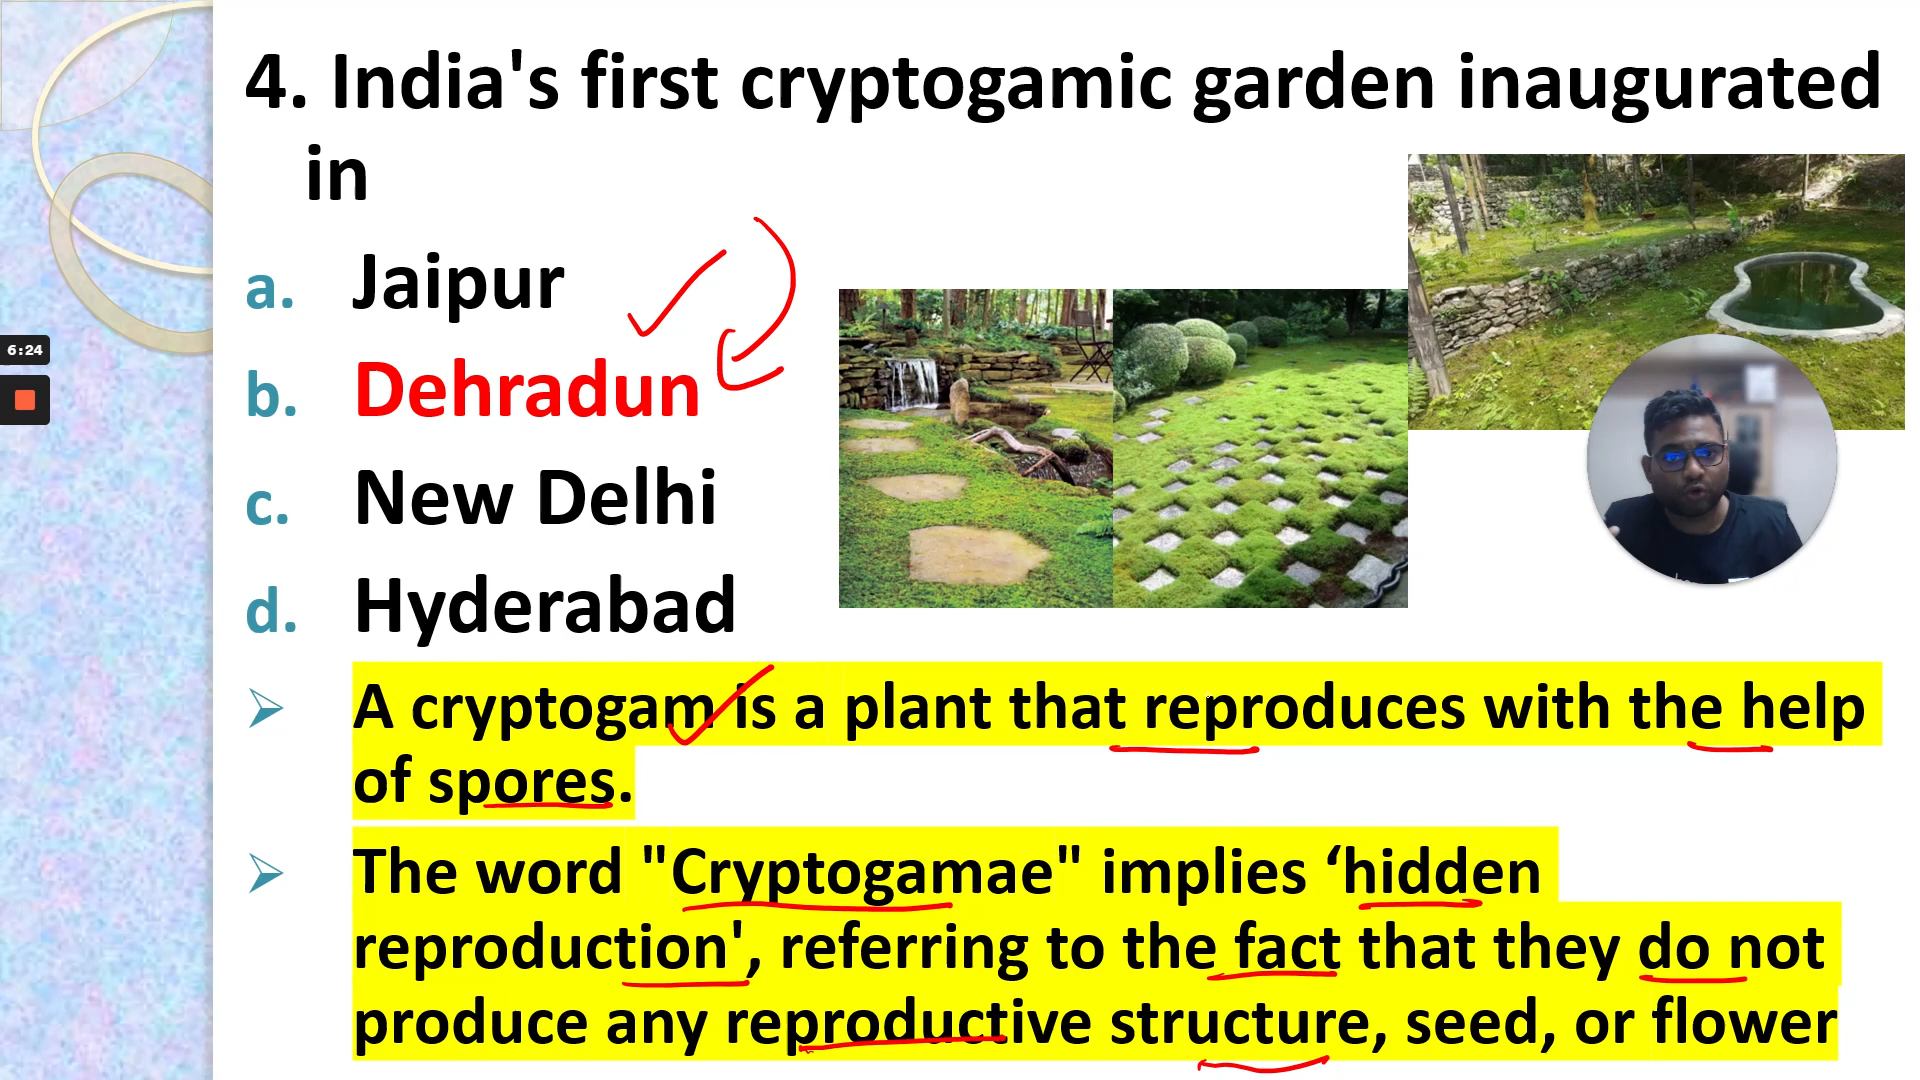 4. India's first cryptogamic garden inaugurated
in
a. Jaipur
b. Dehradun
c. New Delhi
d. Hyderabad
A cryptogam is a plant that reproduces with the help
of spores.
The word "Cryptogamae" implies ‘hidden
reproduction', referring to the fact that they do not
produce any reproductive structure, seed, or flower
6:24